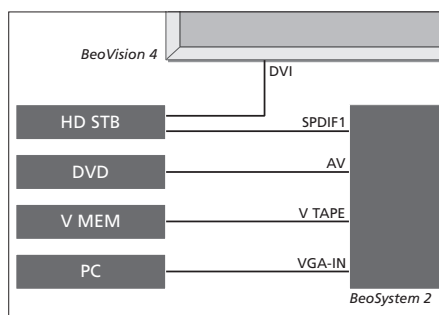 BeoVision 4
DVI
HD STB
SPDIF1
DVD
AV
V MEM
V TAPE
PC
VGA-IN
BeoSystem 2